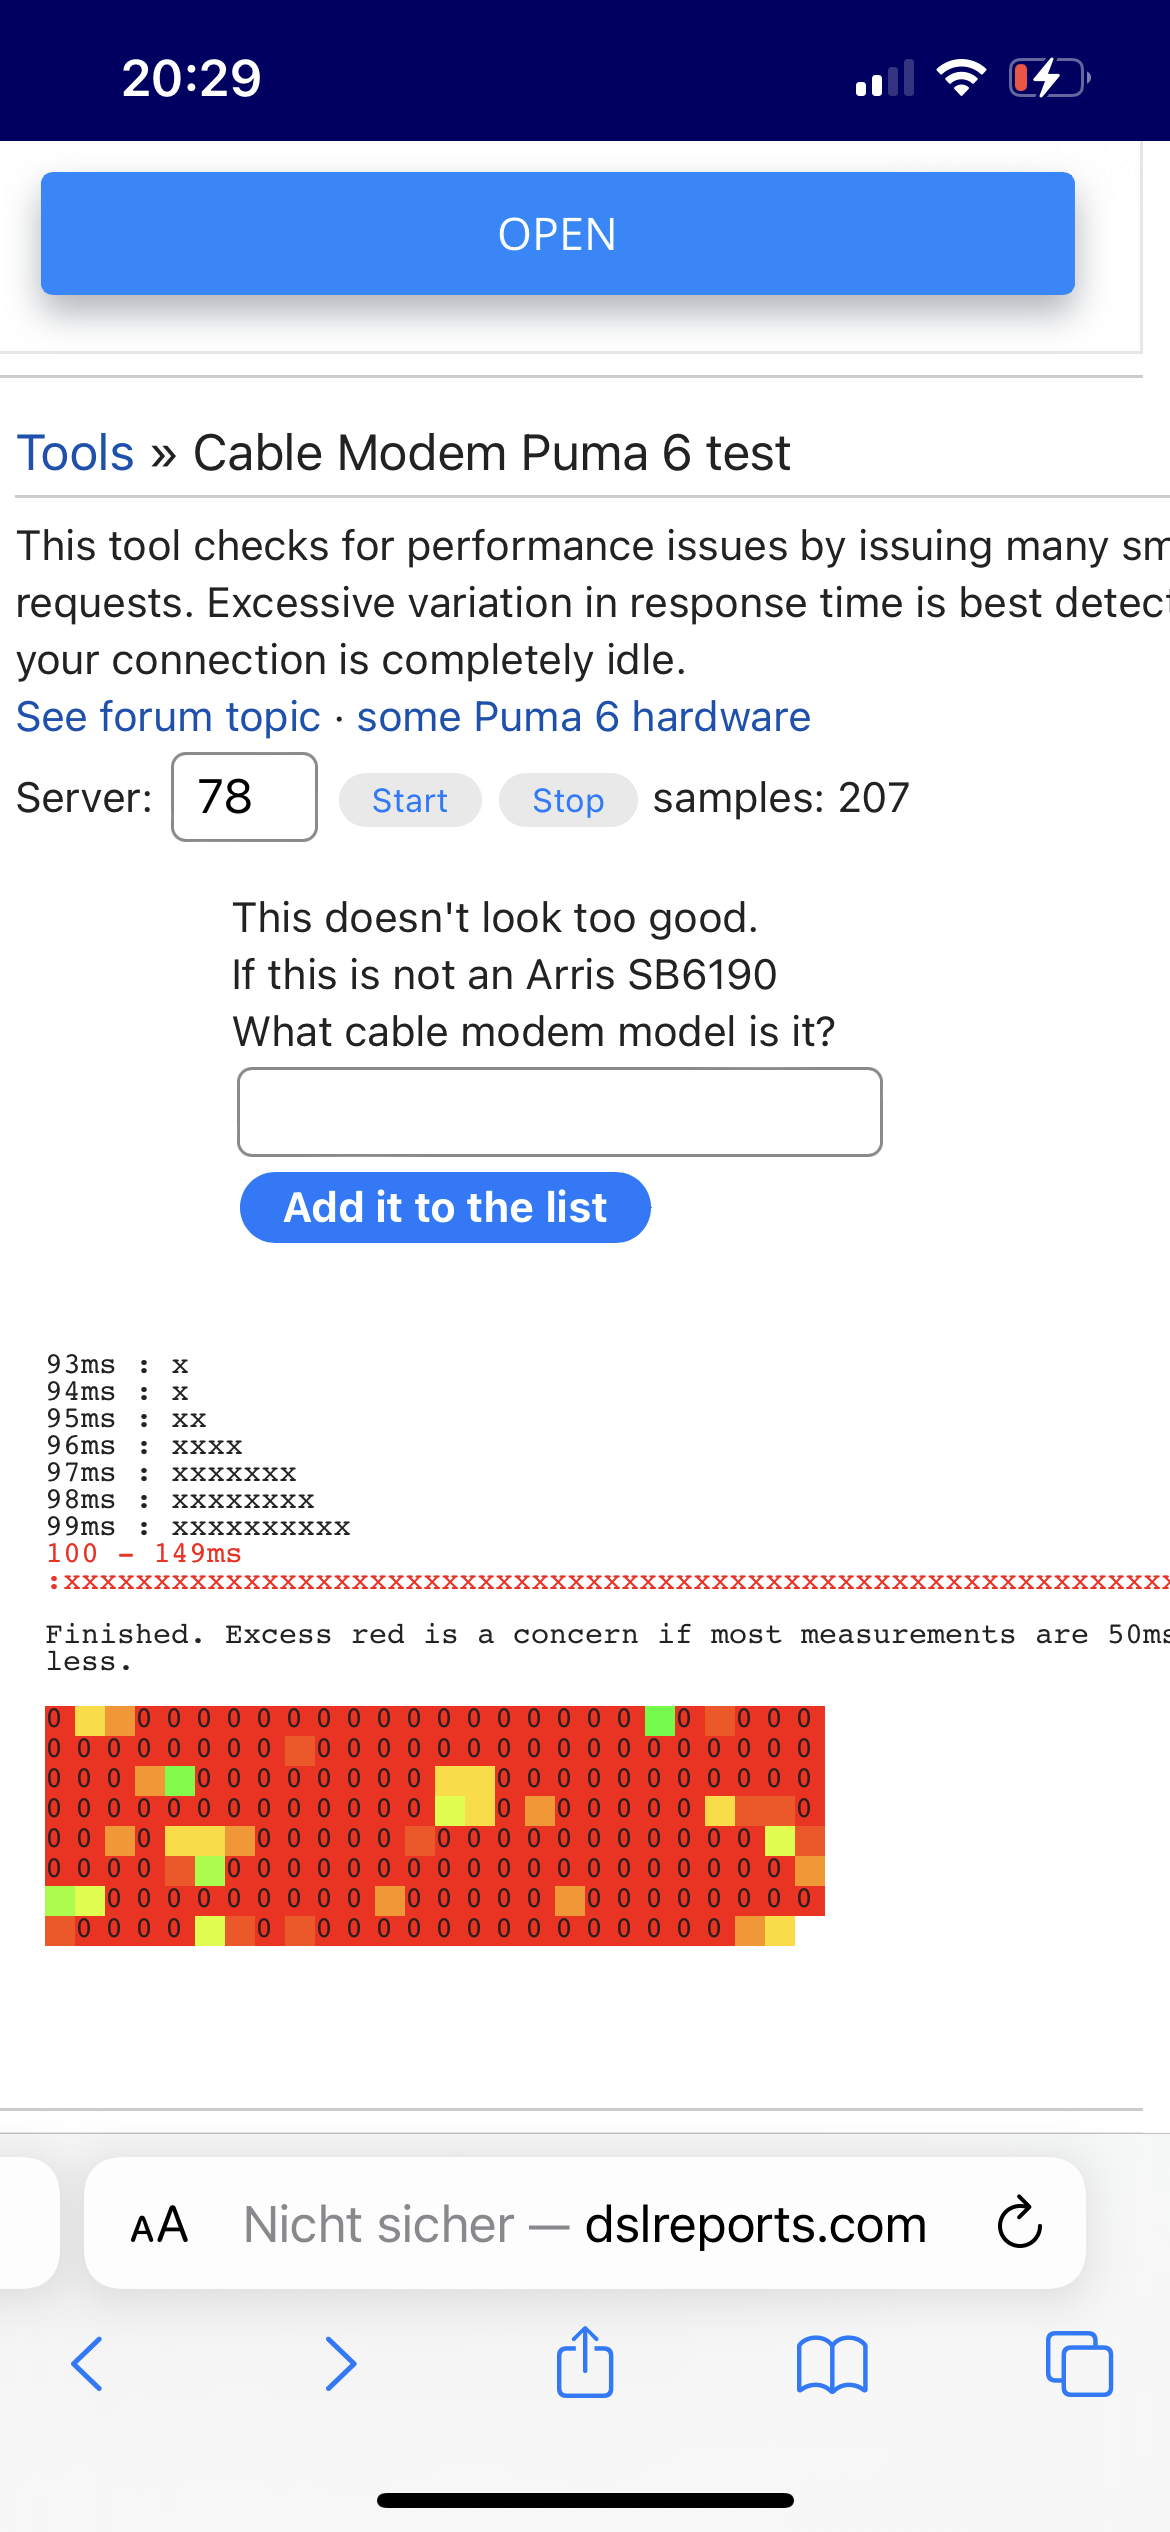 20:29
OPEN
Tools » Cable Modem Puma 6 test
This tool checks for performance issues by issuing many
requests. Excessive variation in response time is best
your connection is completely idle.
See forum topic · some Puma 6 hardware
Server: 78 Start Stop samples: 207
This doesn't look too good.
If this is not an Arris SB6190
What cable modem model is it?
Add it to the list
93ms : x
94ms : x
95ms : xx
96ms : xxxx
97ms : xxxxxxx
98ms : xxxxxxxx
99ms : xxxxxxxxxx
100 - 149ms
:xxxxxxxxxxxxxxxxxxxxxxxxxxxxxxxxxxxxxxxxxxxxxxxxxxxxxxxxxxxxx
Finished. Excess red is a concern if most measurements are 50ms
less.
0 0 0 0 0 0 0 0 0 0 0 0 0 0 0 0 0 0 0 0 0 0
0 0 0 0 0 0 0 0 0 0 0 0 0 0 0 0 0 0 0 0 0 0 0 0 0
0 0 0 0 0 0 0 0 0 0 0 0 0 0 0 0 0 0 0 0 0 0
0 0 0 0 0 0 0 0 0 0 0 0 0 0 0 0 0 0 0 0
0 0 0 0 0 0 0 0 0 0 0 0 0 0 0 0 0 0 0
0 0 0 0 0 0 0 0 0 0 0 0 0 0 0 0 0 0 0 0 0 0 0
0 0 0 0 0 0 0 0 0 0 0 0 0 0 0 0 0 0 0 0 0 0
0 0 0 0 0 0 0 0 0 0 0 0 0 0 0 0 0 0 0
AA Nicht sicher — dslreports.com